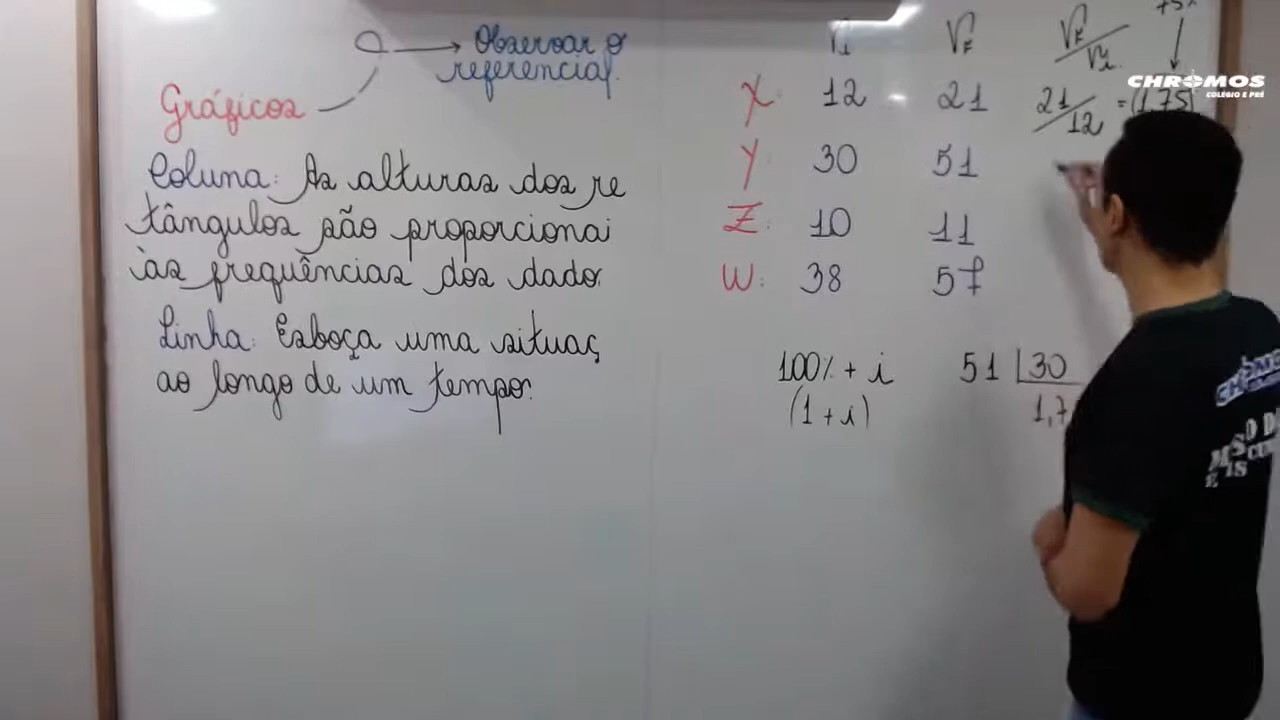 Observar o
referencial.
Gráficos
Coluna: As alturas dos re
tângulos são proporcionai
às frequências dos dado
Linha: Esboça uma situaç
ao longo de um tempo.
Vi VF VF/Vi
X: 12 21 21/12 = (1,75)
Y: 30 51
Z: 10 11
W: 38 57
100% + i
(1 + i)
51 30
1,7
CHROMOS
COLÉGIO E PRÉ